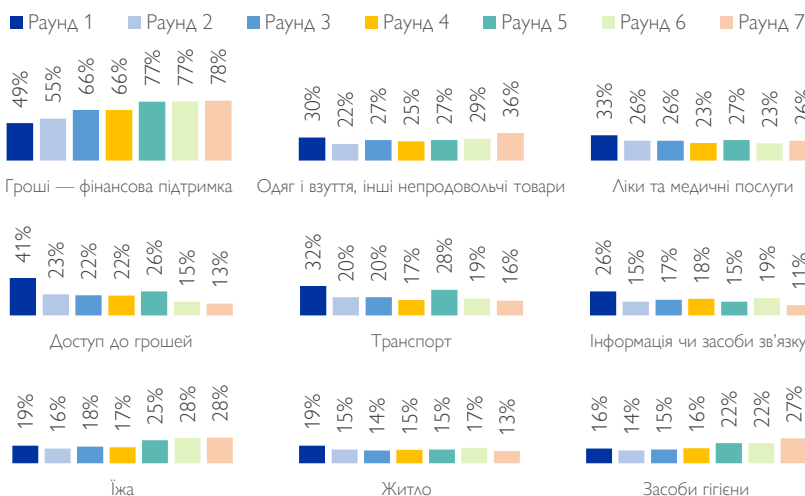 Раунд 1 Раунд 2 Раунд 3 Раунд 4 Раунд 5 Раунд 6 Раунд 7
49% 55% 66% 66% 77% 77% 78%
Гроші — фінансова підтримка
30% 22% 27% 25% 27% 29% 36%
Одяг і взуття, інші непродовольчі товари
33% 26% 26% 23% 27% 23% 26%
Ліки та медичні послуги
41% 23% 22% 22% 26% 15% 13%
Доступ до грошей
32% 20% 20% 17% 28% 19% 16%
Транспорт
26% 15% 17% 18% 15% 19% 11%
Інформація чи засоби зв’язку
19% 16% 18% 17% 25% 28% 28%
Їжа
19% 15% 14% 15% 15% 17% 13%
Житло
16% 14% 15% 16% 22% 22% 27%
Засоби гігієни